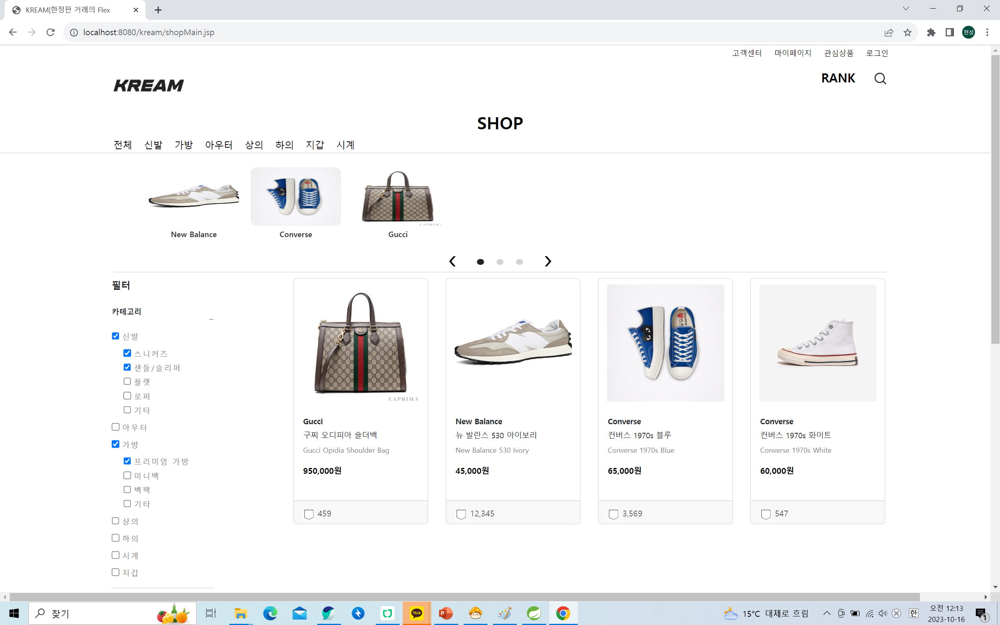 KREAM|한정판 거래의 Flex
localhost:8080/kream/shopMain.jsp
현성
고객센터 마이페이지 관심상품 로그인
KREAM
RANK
SHOP
전체 신발 가방 아우터 상의 하의 지갑 시계
New Balance Converse Gucci
필터
카테고리
신발
스니커즈
샌들/슬리퍼
플랫
로퍼
기타
아우터
가방
프리미엄 가방
미니백
백팩
기타
상의
하의
시계
지갑
LAPRIMA
Gucci
구찌 오디피아 숄더백
Gucci Opidia Shoulder Bag
950,000원
459
New Balance
뉴 발란스 530 아이보리
New Balance 530 Ivory
45,000원
12,345
Converse
컨버스 1970s 블루
Converse 1970s Blue
65,000원
3,569
Converse
컨버스 1970s 화이트
Converse 1970s White
60,000원
547
찾기
TALK
15°C 대체로 흐림
한
오전 12:13
2023-10-16
1